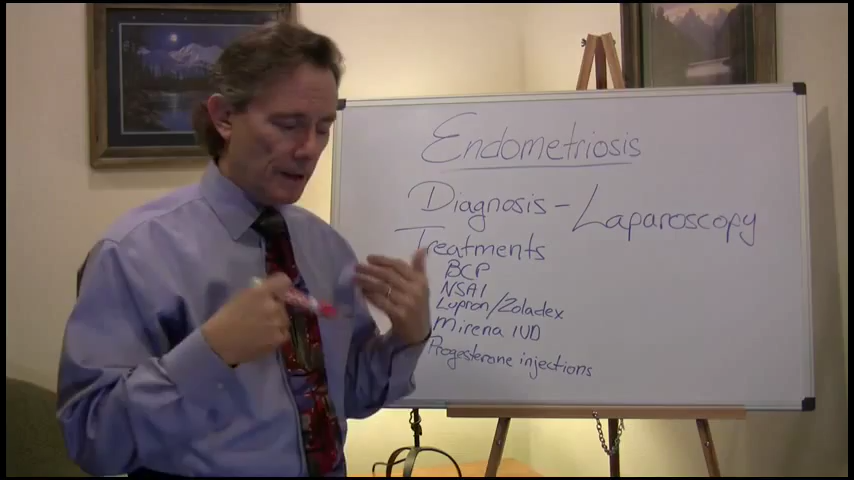 Endometriosis
Diagnosis - Laparoscopy
Treatments
BCP
NSAI
Lupron/Zoladex
Mirena IUD
Progesterone injections